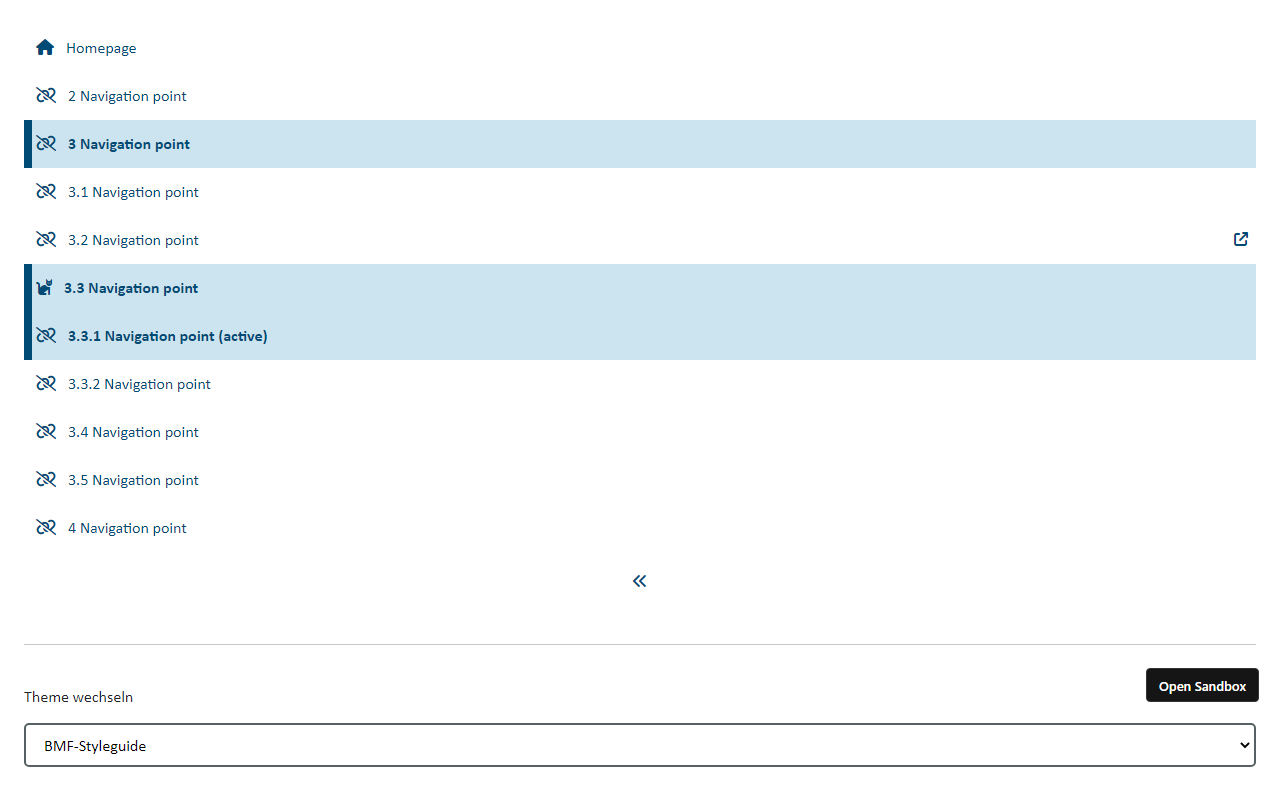 Homepage
2 Navigation point
3 Navigation point
3.1 Navigation point
3.2 Navigation point
3.3 Navigation point
3.3.1 Navigation point (active)
3.3.2 Navigation point
3.4 Navigation point
3.5 Navigation point
4 Navigation point
Open Sandbox
Theme wechseln
BMF-Styleguide